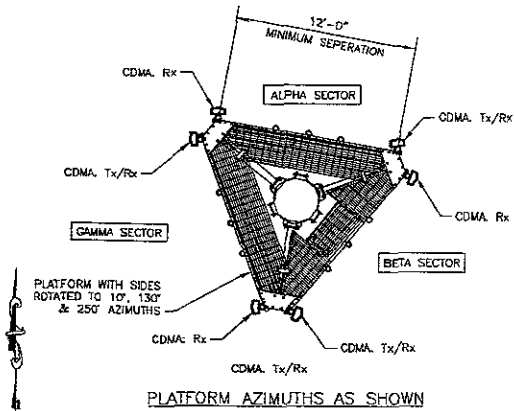 12'-0"
MINIMUM SEPERATION
CDMA. Rx
ALPHA SECTOR
CDMA. Tx/Rx
CDMA. Tx/Rx
CDMA. Rx
GAMMA SECTOR
BETA SECTOR
PLATFORM WITH SIDES
ROTATED TO 10°, 130°
& 250° AZIMUTHS
CDMA. Rx
CDMA. Tx/Rx
CDMA. Tx/Rx
PLATFORM AZIMUTHS AS SHOWN